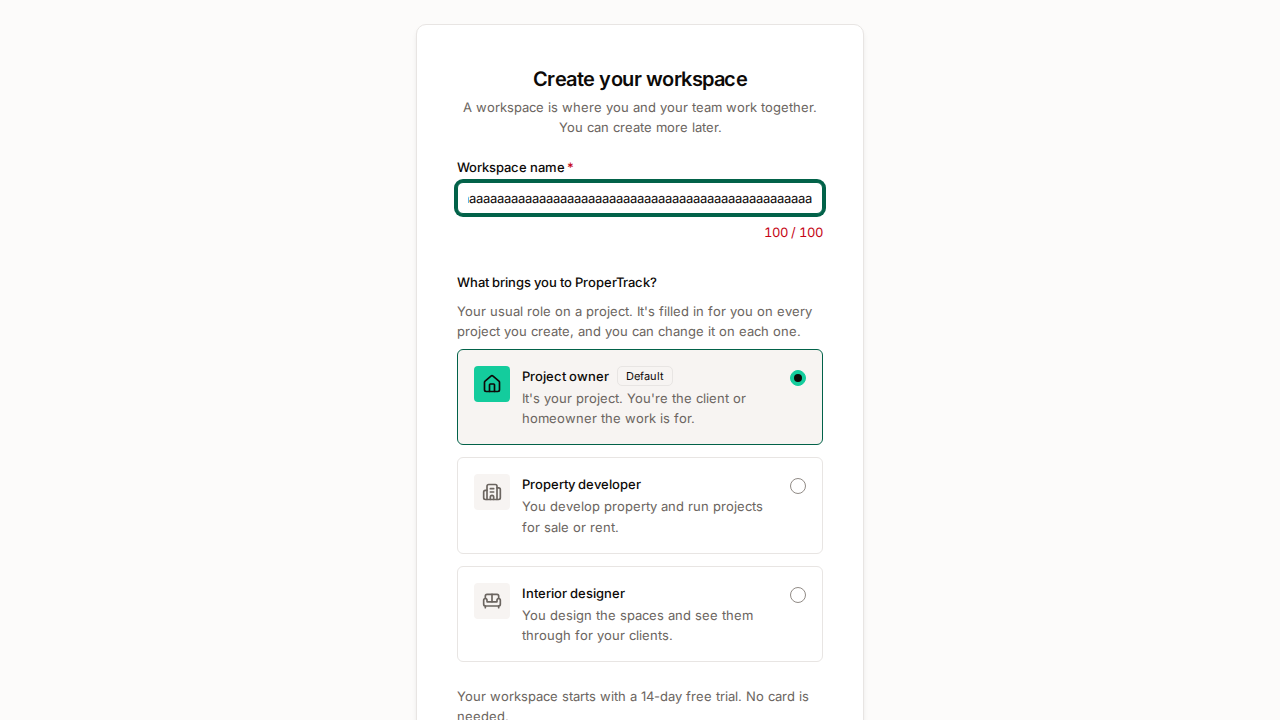 Create your workspace
A workspace is where you and your team work together.
You can create more later.
Workspace name *
aaaaaaaaaaaaaaaaaaaaaaaaaaaaaaaaaaaaaaaaaaaaaaaaa
100 / 100
What brings you to ProperTrack?
Your usual role on a project. It's filled in for you on every
project you create, and you can change it on each one.
Project owner Default
It's your project. You're the client or
homeowner the work is for.
Property developer
You develop property and run projects
for sale or rent.
Interior designer
You design the spaces and see them
through for your clients.
Your workspace starts with a 14-day free trial. No card is
needed.